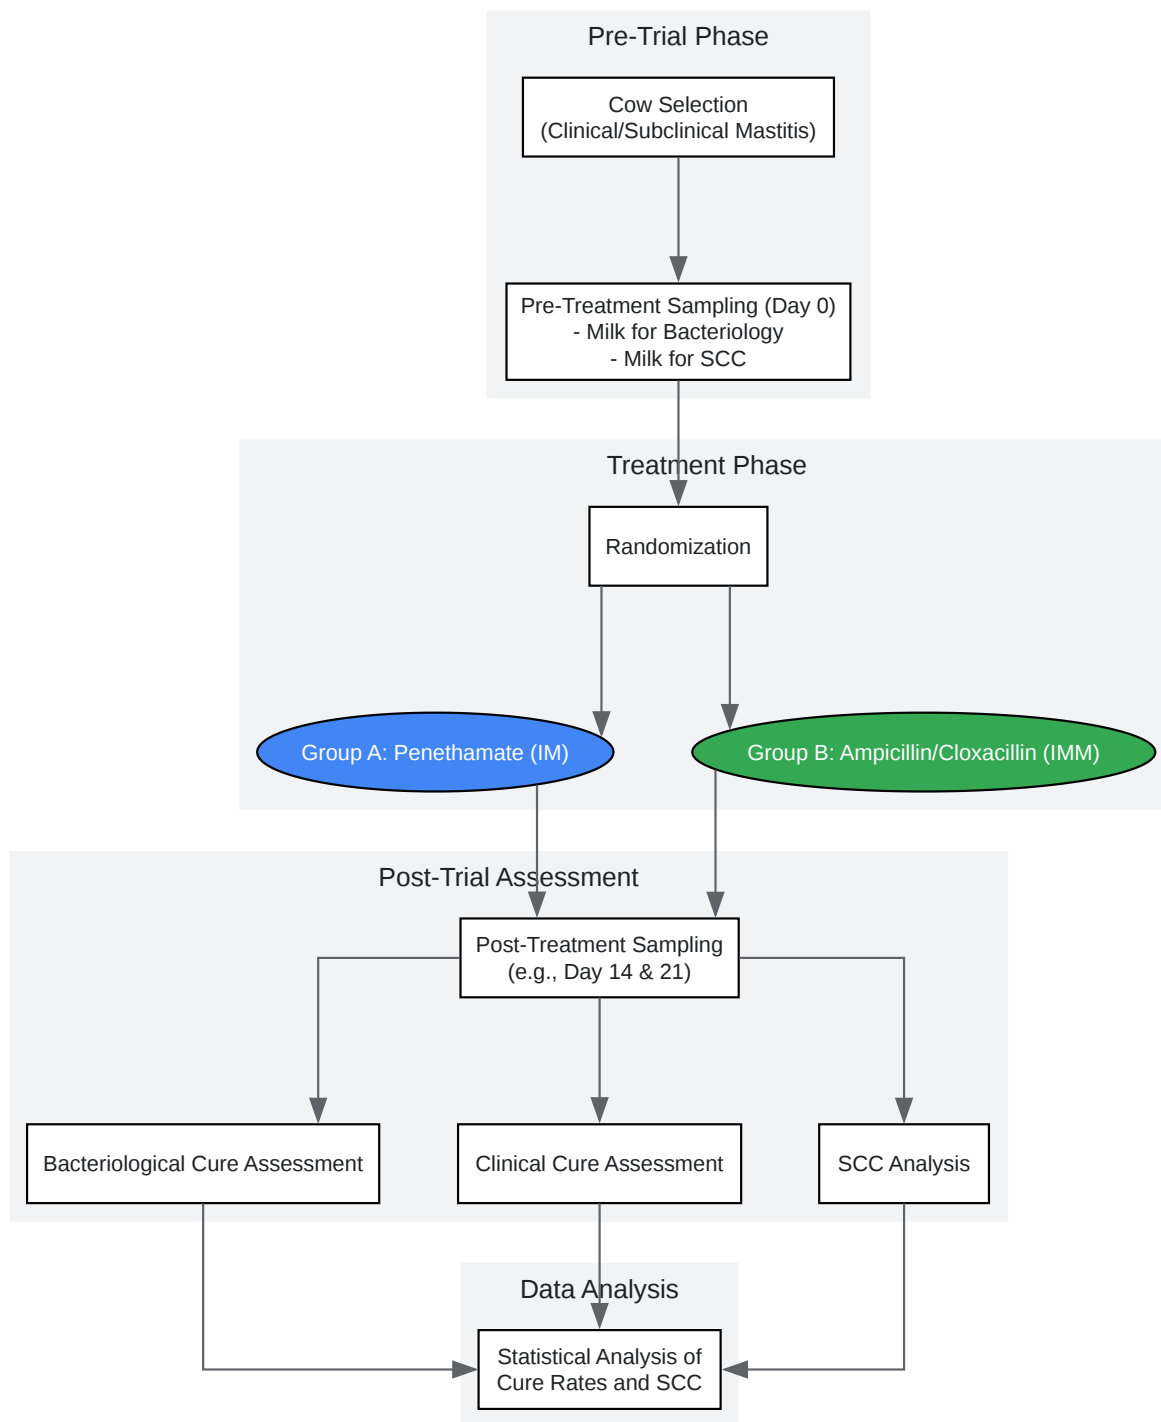 Pre-Trial Phase
Cow Selection
(Clinical/Subclinical Mastitis)
Pre-Treatment Sampling (Day 0)
- Milk for Bacteriology
- Milk for SCC
Treatment Phase
Randomization
Group A: Penethamate (IM)
Group B: Ampicillin/Cloxacillin (IMM)
Post-Trial Assessment
Post-Treatment Sampling
(e.g., Day 14 & 21)
Bacteriological Cure Assessment
Clinical Cure Assessment
SCC Analysis
Data Analysis
Statistical Analysis of
Cure Rates and SCC